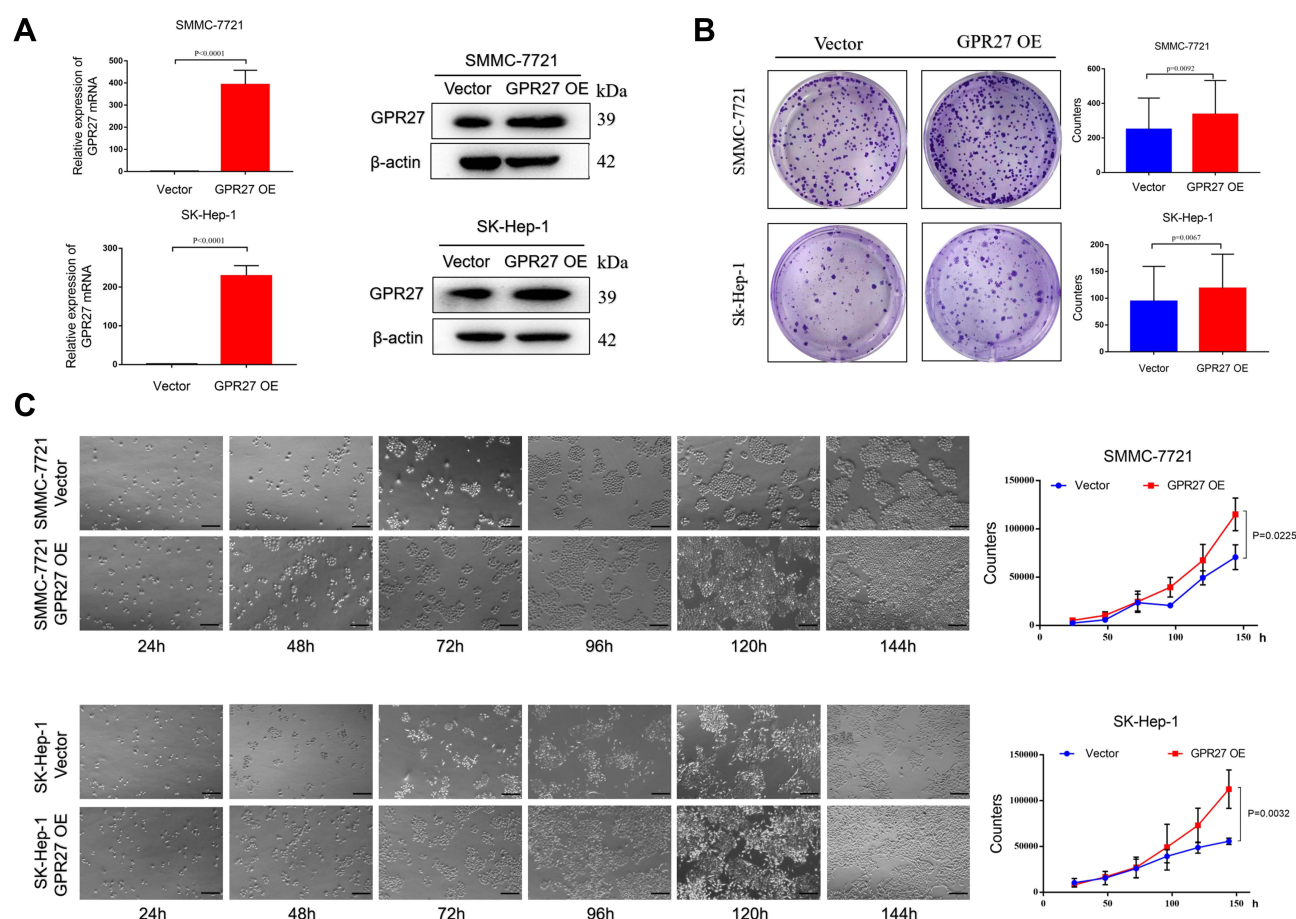 A
SMMC-7721
P<0.0001
Relative expression of
GPR27 mRNA
500
400
300
200
100
0
Vector
GPR27 OE
SMMC-7721
Vector
GPR27 OE
kDa
GPR27
39
β-actin
42
SK-Hep-1
P<0.0001
Relative expression of
GPR27 mRNA
300
200
100
0
Vector
GPR27 OE
SK-Hep-1
Vector
GPR27 OE
kDa
GPR27
39
β-actin
42
B
Vector
GPR27 OE
SMMC-7721
Sk-Hep-1
SMMC-7721
p=0.0092
Counters
600
400
200
0
Vector
GPR27 OE
SK-Hep-1
p=0.0067
Counters
200
150
100
50
0
Vector
GPR27 OE
C
SMMC-7721
Vector
SMMC-7721
GPR27 OE
24h
48h
72h
96h
120h
144h
SMMC-7721
Vector
GPR27 OE
Counters
150000
100000
50000
0
0
50
100
150
h
P=0.0225
SK-Hep-1
Vector
SK-Hep-1
GPR27 OE
24h
48h
72h
96h
120h
144h
SK-Hep-1
Vector
GPR27 OE
Counters
150000
100000
50000
0
0
50
100
150
h
P=0.0032